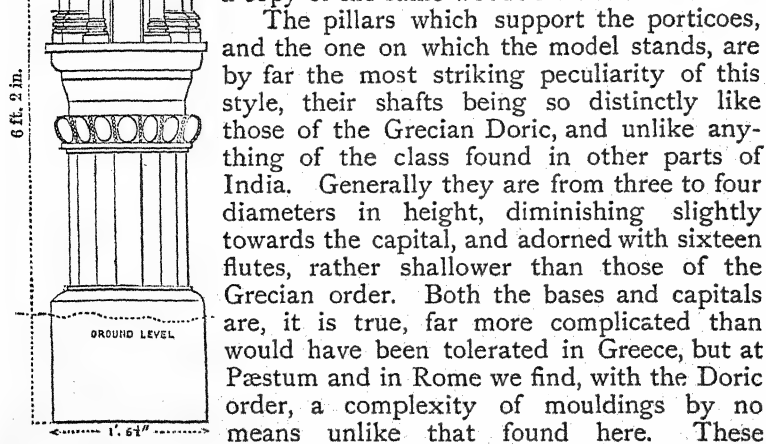 6 ft. 2 in.
GROUND LEVEL
1'. 6½"
The pillars which support the porticoes,
and the one on which the model stands, are
by far the most striking peculiarity of this
style, their shafts being so distinctly like
those of the Grecian Doric, and unlike any-
thing of the class found in other parts of
India. Generally they are from three to four
diameters in height, diminishing slightly
towards the capital, and adorned with sixteen
flutes, rather shallower than those of the
Grecian order. Both the bases and capitals
are, it is true, far more complicated than
would have been tolerated in Greece, but at
Pæstum and in Rome we find, with the Doric
order, a complexity of mouldings by no
means unlike that found here. These